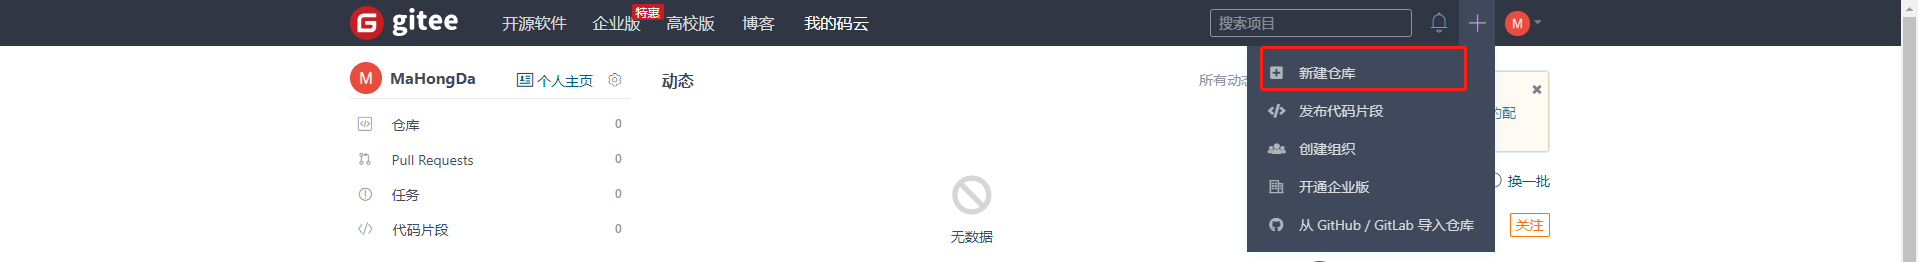 gitee 开源软件 企业版 特惠 高校版 博客 我的码云 搜索项目 M
M MaHongDa 个人主页 动态 所有动态
新建仓库
发布代码片段
创建组织
开通企业版
从 GitHub / GitLab 导入仓库
仓库 0
Pull Requests 0
任务 0
代码片段 0
无数据
的配
换一批
关注